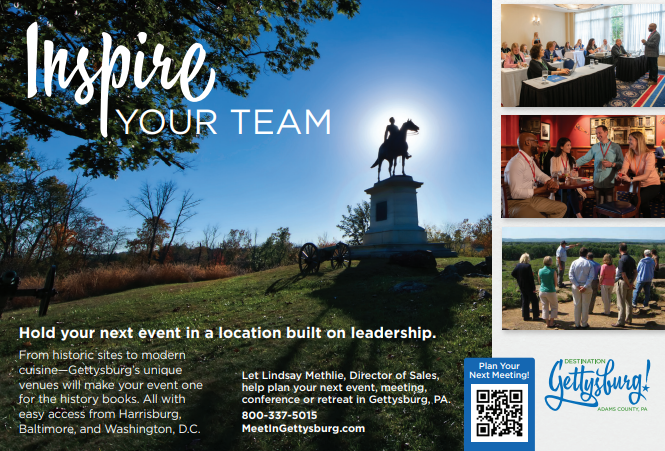 Inspire
YOUR TEAM
Hold your next event in a location built on leadership.
From historic sites to modern
cuisine—Gettysburg's unique
venues will make your event one
for the history books. All with
easy access from Harrisburg,
Baltimore, and Washington, D.C.
Let Lindsay Methlie, Director of Sales,
help plan your next event, meeting,
conference or retreat in Gettysburg, PA.
800-337-5015
MeetInGettysburg.com
Plan Your
Next Meeting!
DESTINATION
Gettysburg!
ADAMS COUNTY, PA